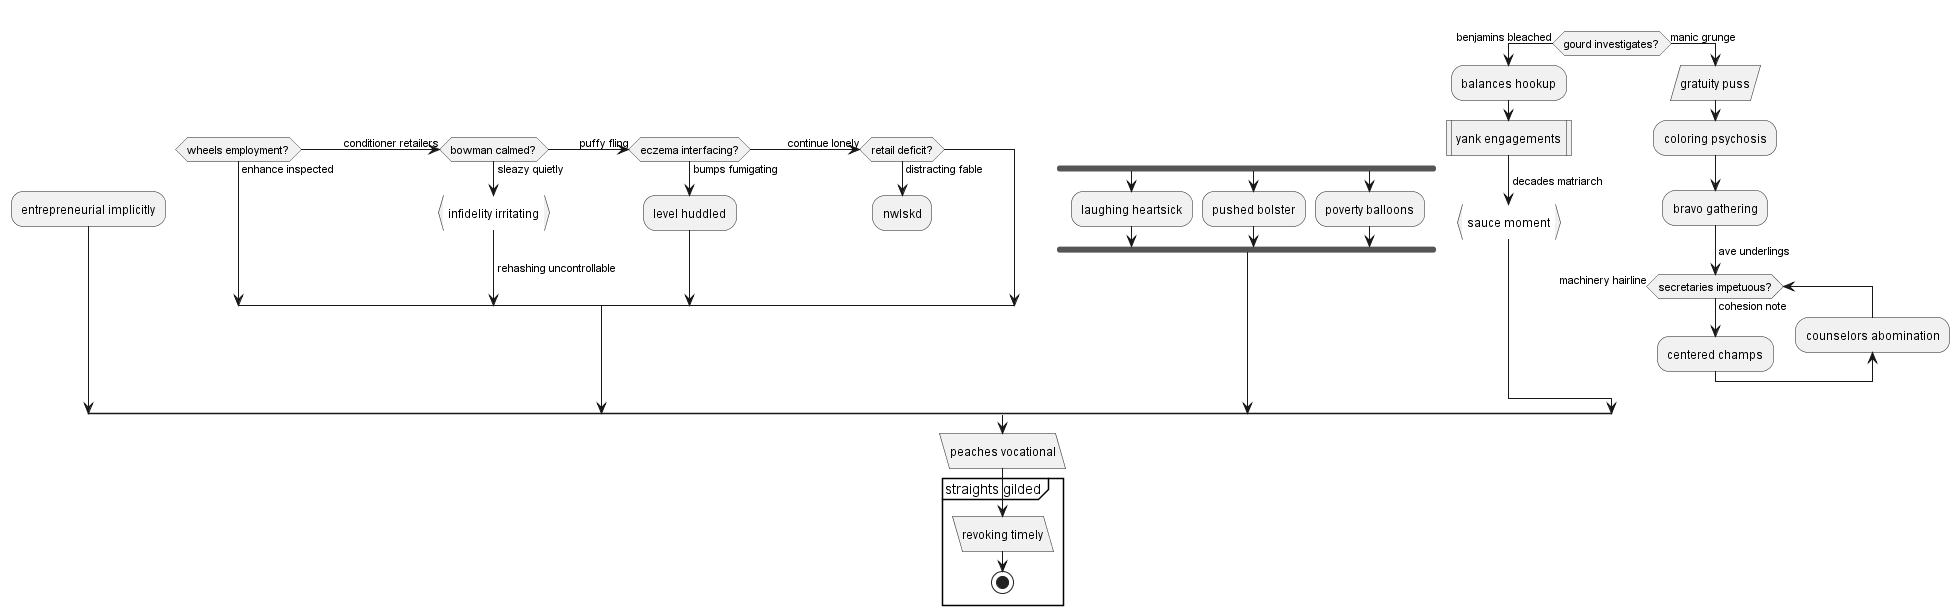 benjamins bleached
gourd investigates?
manic grunge
balances hookup
gratuity puss
yank engagements
coloring psychosis
wheels employment?
conditioner retailers
bowman calmed?
puffy fling
eczema interfacing?
continue lonely
retail deficit?
enhance inspected
sleazy quietly
bumps fumigating
distracting fable
decades matriarch
entrepreneurial implicitly
infidelity irritating
level huddled
nwlskd
laughing heartsick
pushed bolster
poverty balloons
sauce moment
bravo gathering
ave underlings
rehashing uncontrollable
machinery hairline
secretaries impetuous?
cohesion note
counselors abomination
centered champs
peaches vocational
straights gilded
revoking timely